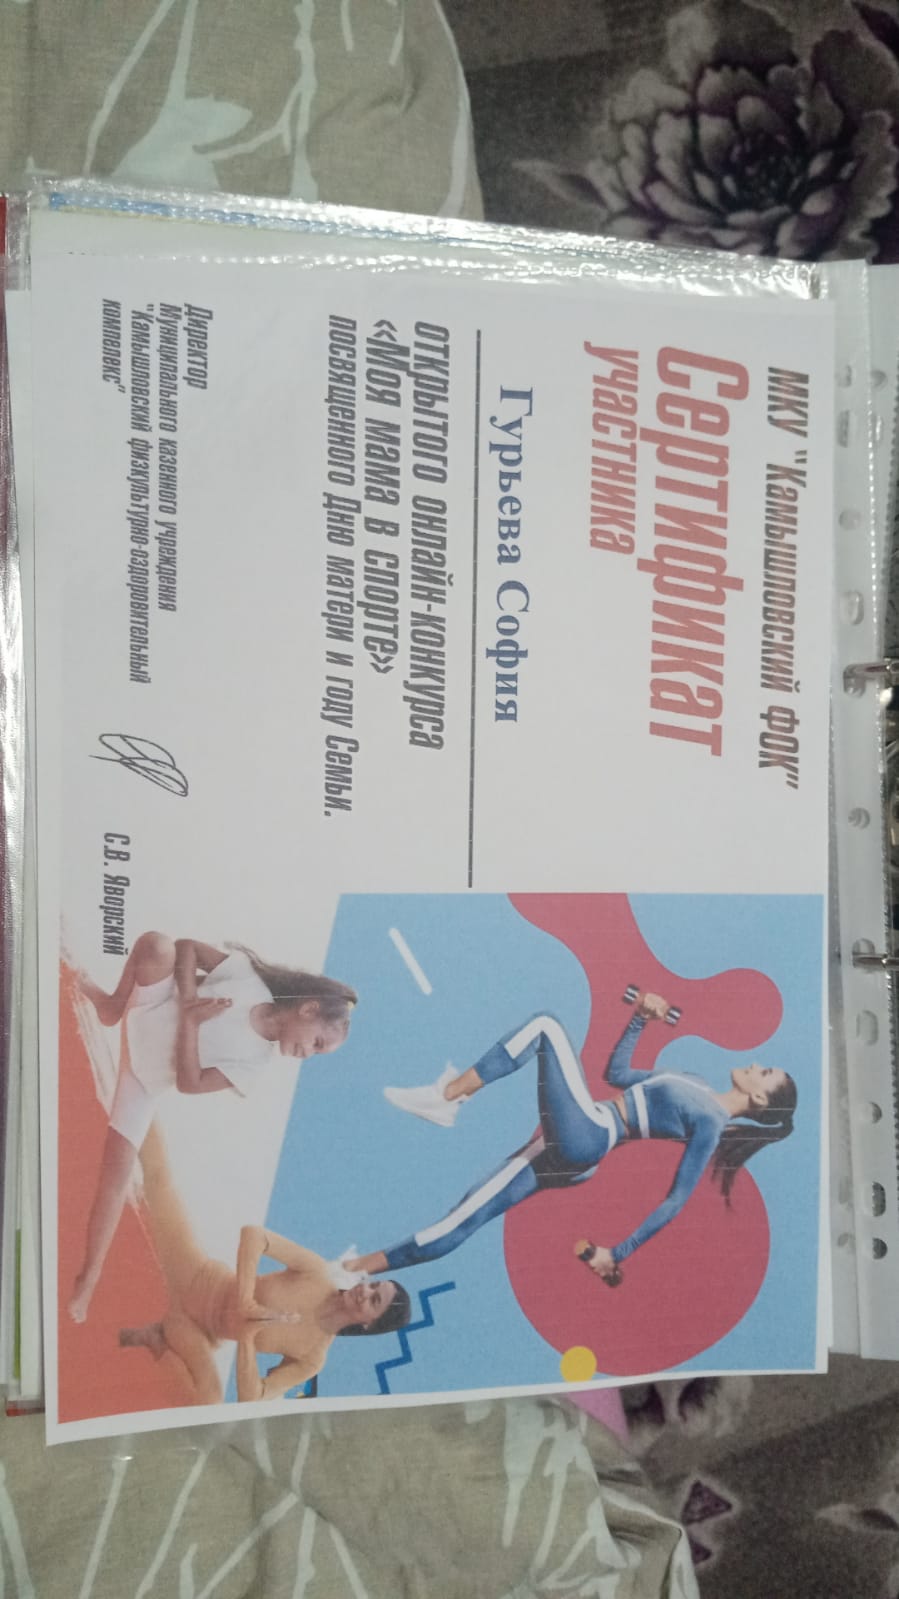 МКУ "Камышловский ФОК"
Сертификат
участника
Гурьева София
открытого онлайн-конкурса
«Моя мама в спорте»
посвященного Дню матери и году Семьи.
Директор
Муниципального казенного учреждения
"Камышловский физкультурно-оздоровительный
компелекс"
С.В. Яворский